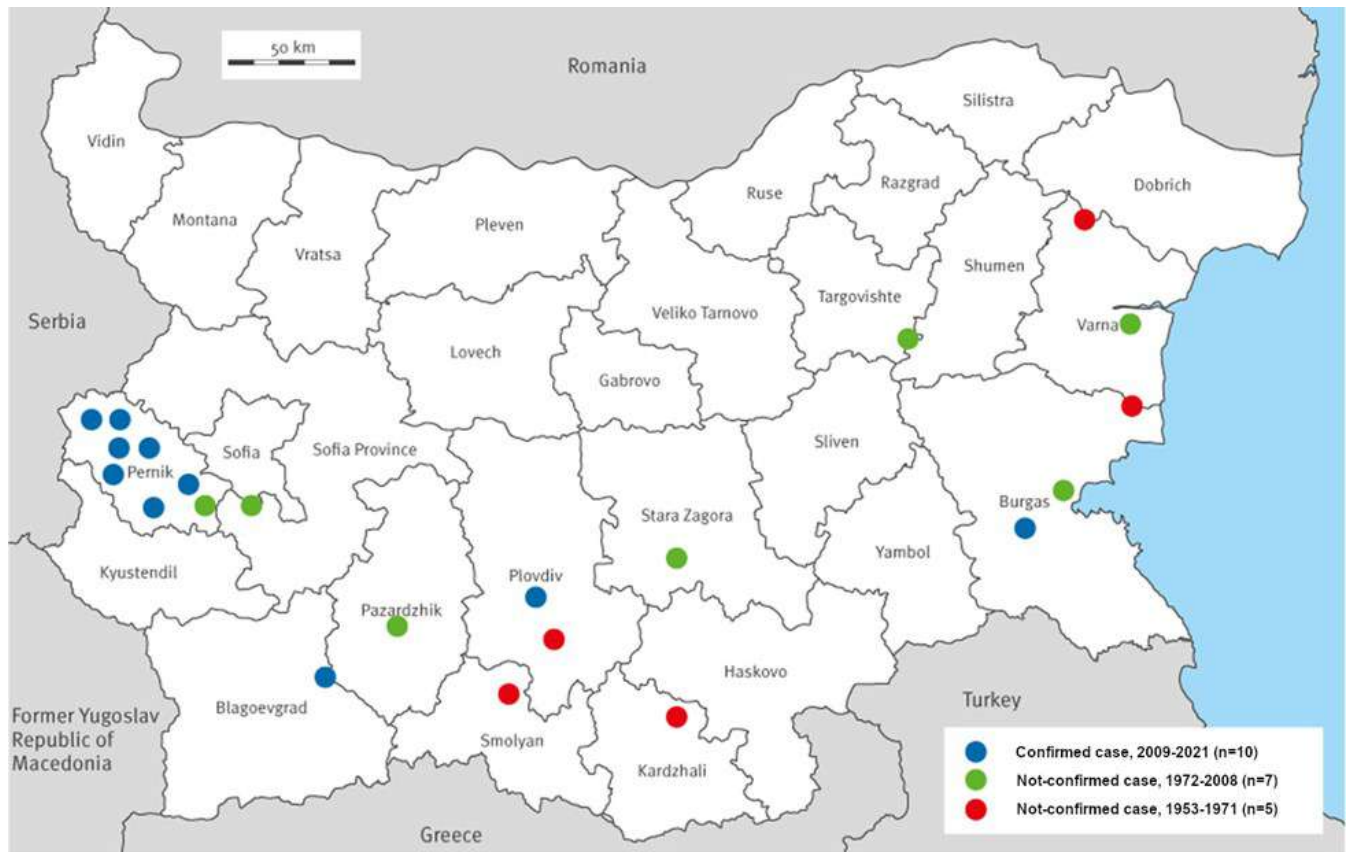 50 km
Romania
Silistra
Vidin
Dobrich
Razgrad
Ruse
Montana
Pleven
Vratsa
Shumen
Targovishte
Serbia
Veliko Tarnovo
Varna
Lovech
Gabrovo
Sliven
Sofia
Sofia Province
Pernik
Stara Zagora
Burgas
Yambol
Kyustendil
Plovdiv
Pazardzhik
Haskovo
Blagoevgrad
Turkey
Former Yugoslav
Republic of
Macedonia
Smolyan
Kardzhali
Greece
Confirmed case, 2009-2021 (n=10)
Not-confirmed case, 1972-2008 (n=7)
Not-confirmed case, 1953-1971 (n=5)